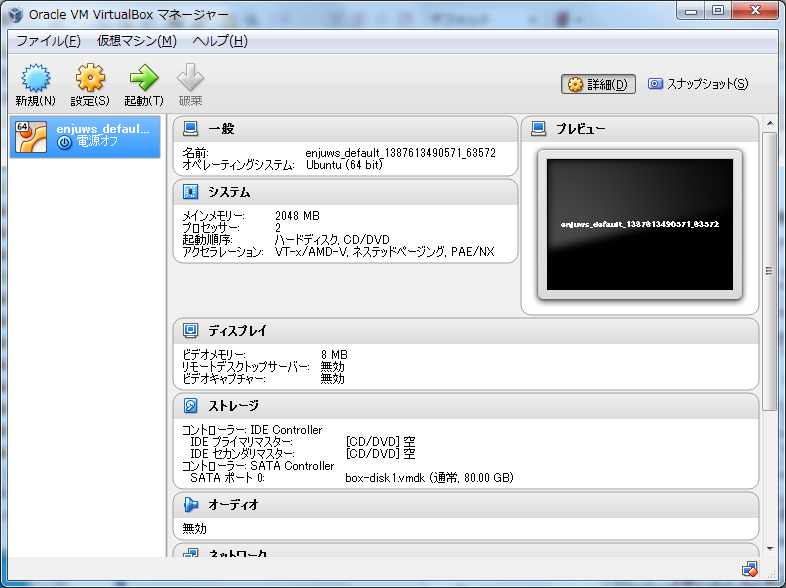 Oracle VM VirtualBox マネージャー
ファイル(F) 仮想マシン(M) ヘルプ(H)
新規(N) 設定(S) 起動(T) 破棄
詳細(D) スナップショット(S)
64 enjuws_defaul...
電源オフ
一般
名前: enjuws_default_1387613490571_63572
オペレーティングシステム: Ubuntu (64 bit)
システム
メインメモリー: 2048 MB
プロセッサー: 2
起動順序: ハードディスク, CD/DVD
アクセラレーション: VT-x/AMD-V, ネステッドページング, PAE/NX
プレビュー
enjuws_default_1387613490571_63572
ディスプレイ
ビデオメモリー: 8 MB
リモートデスクトップサーバー: 無効
ビデオキャプチャー: 無効
ストレージ
コントローラー: IDE Controller
IDE プライマリマスター: [CD/DVD] 空
IDE セカンダリマスター: [CD/DVD] 空
コントローラー: SATA Controller
SATA ポート 0: box-disk1.vmdk (通常, 80.00 GB)
オーディオ
無効
ネットワーク